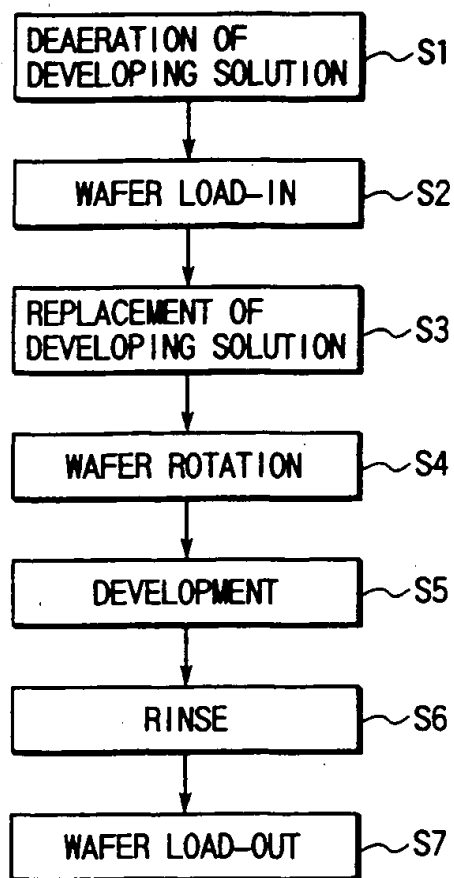 DEAERATION OF
DEVELOPING SOLUTION
S1
WAFER LOAD-IN
S2
REPLACEMENT OF
DEVELOPING SOLUTION
S3
WAFER ROTATION
S4
DEVELOPMENT
S5
RINSE
S6
WAFER LOAD-OUT
S7